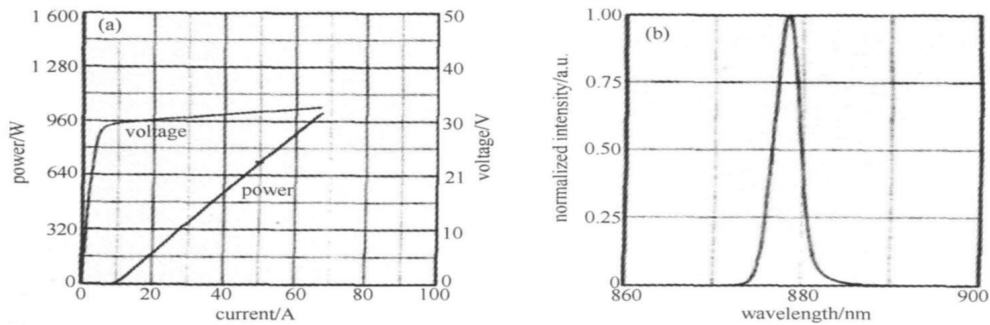 (a)
power/W
1 600
1 280
960
640
320
0
voltage
power
0 20 40 60 80 100
current/A
50
40
30
21
10
0
voltage/V
(b)
normalized intensity/a.u.
1.00
0.75
0.50
0.25
0
860 880 900
wavelength/nm